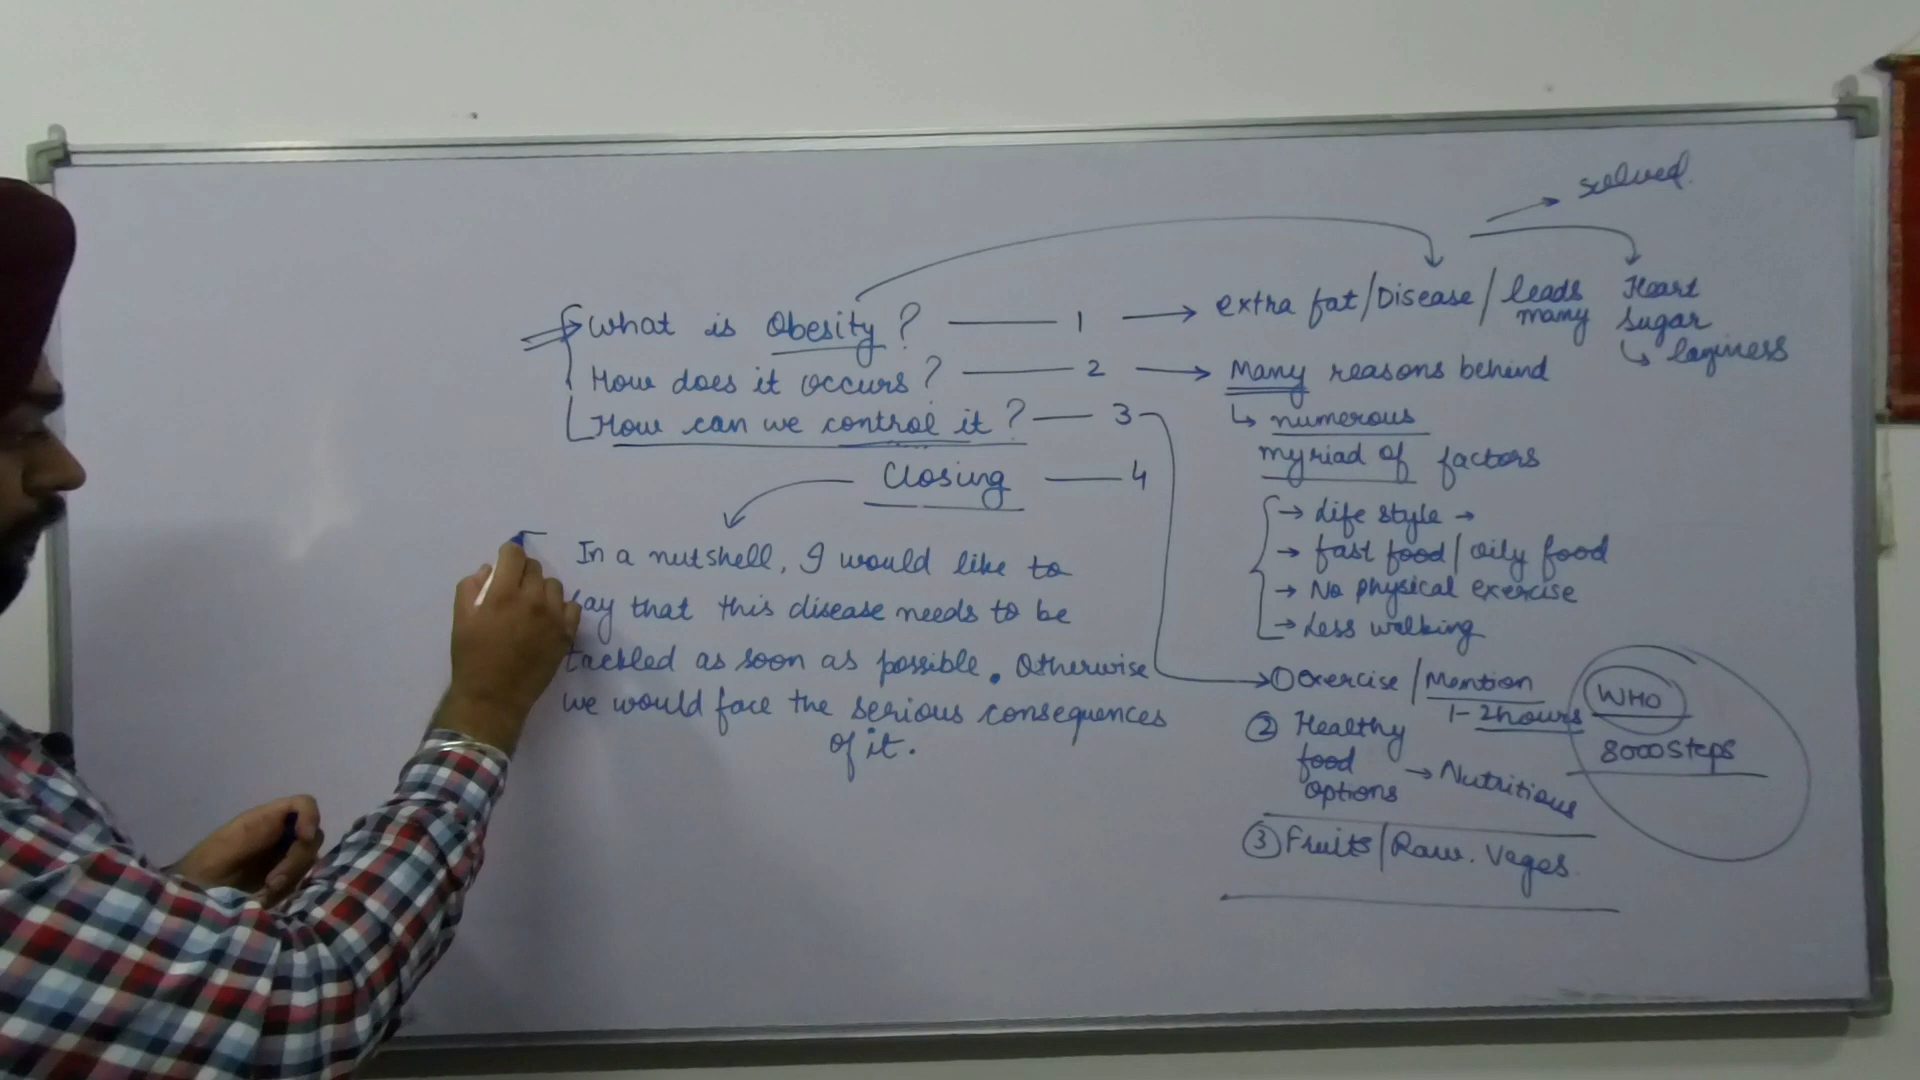 solved.
What is Obesity? — 1 → extra fat/Disease/leads many
Heart
Sugar
↳ laziness
How does it occurs? — 2 → Many reasons behind
↳ numerous
myriad of factors
→ Life style →
→ fast food/oily food
→ No physical exercise
→ Less walking
How can we control it? — 3
① exercise/Mention
1-2hours
WHO
8000 steps
② Healthy
food
options → Nutritious
③ Fruits/Raw. Veges.
Closing — 4
In a nutshell, I would like to
say that this disease needs to be
tackled as soon as possible. Otherwise
we would face the serious consequences
of it.